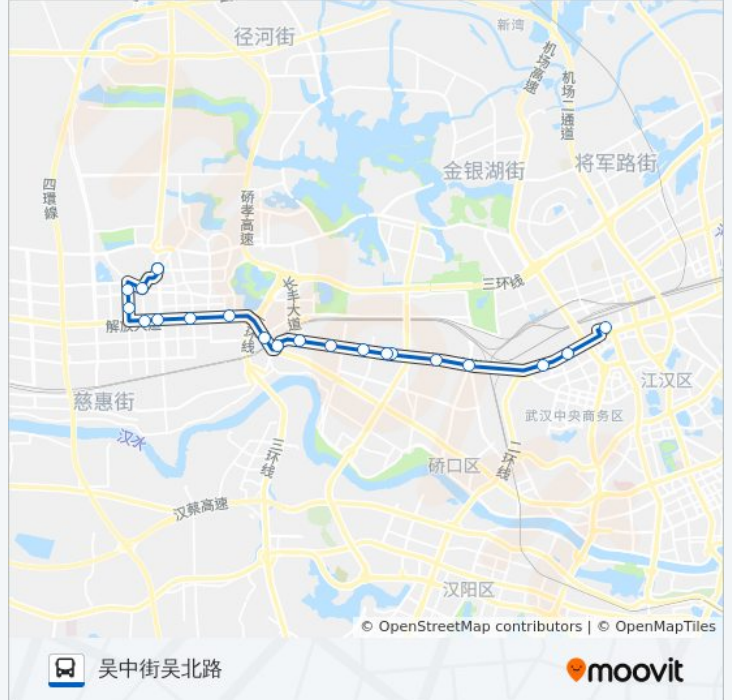 径河街
新湾
机场高速
机场二通道
金银湖街
将军路街
四環線
硚孝高速
长丰大道
三环线
解放大道
江汉区
武汉中央商务区
慈惠街
汉水
三环线
硚口区
二环线
汉蔡高速
汉阳区
© OpenStreetMap contributors | © OpenMapTiles
吴中街吴北路
moovit